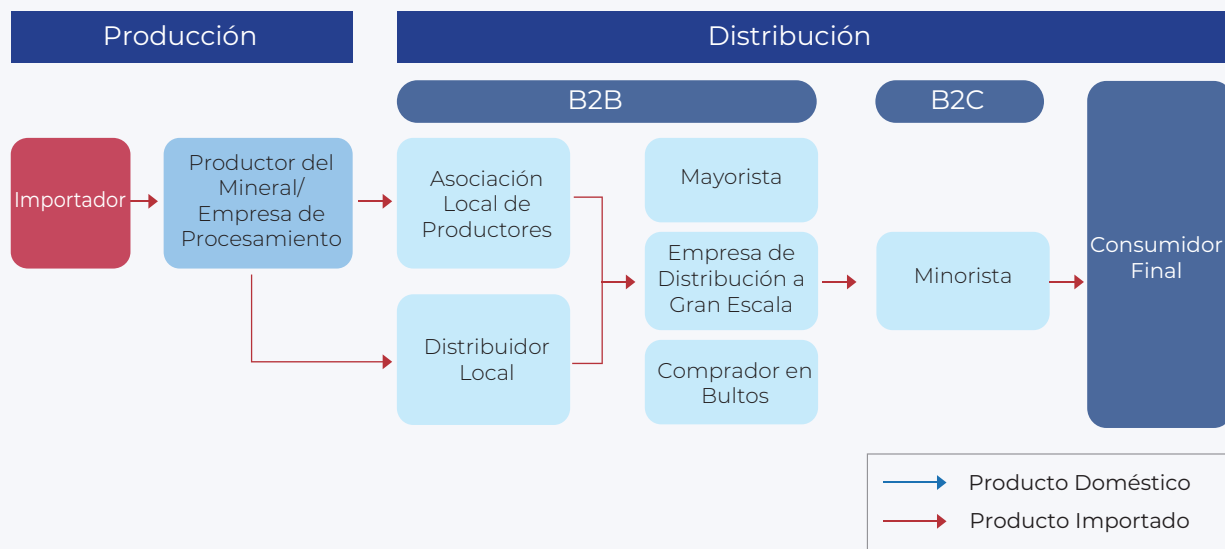 Producción
Distribución
B2B
B2C
Importador
Productor del
Mineral/
Empresa de
Procesamiento
Asociación
Local de
Productores
Distribuidor
Local
Mayorista
Empresa de
Distribución a
Gran Escala
Comprador en
Bultos
Minorista
Consumidor
Final
Producto Doméstico
Producto Importado